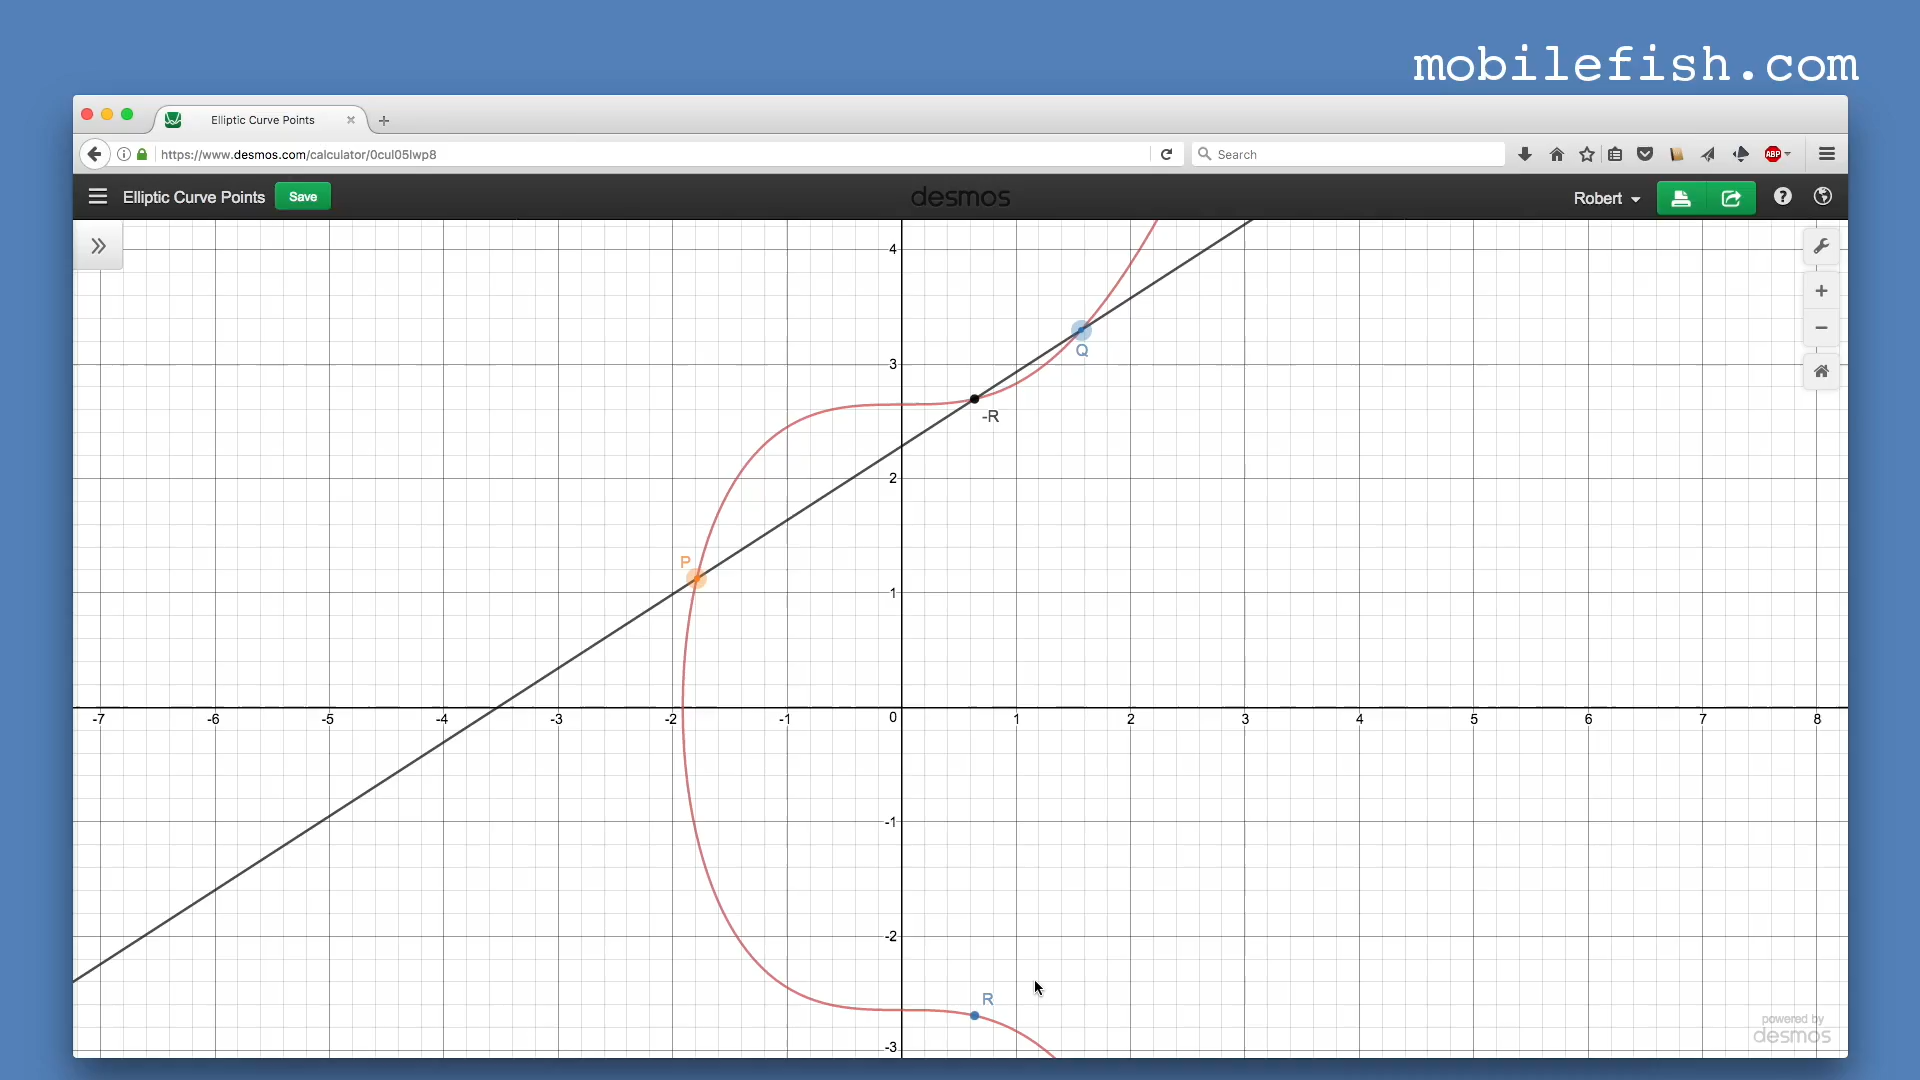 mobilefish.com
Elliptic Curve Points
https://www.desmos.com/calculator/0cul05lwp8
Search
ABP
Elliptic Curve Points
Save
desmos
Robert
4
3
2
1
-1
-2
-3
Q
-R
P
-7 -6 -5 -4 -3 -2 -1 0 1 2 3 4 5 6 7 8
R
powered by
desmos